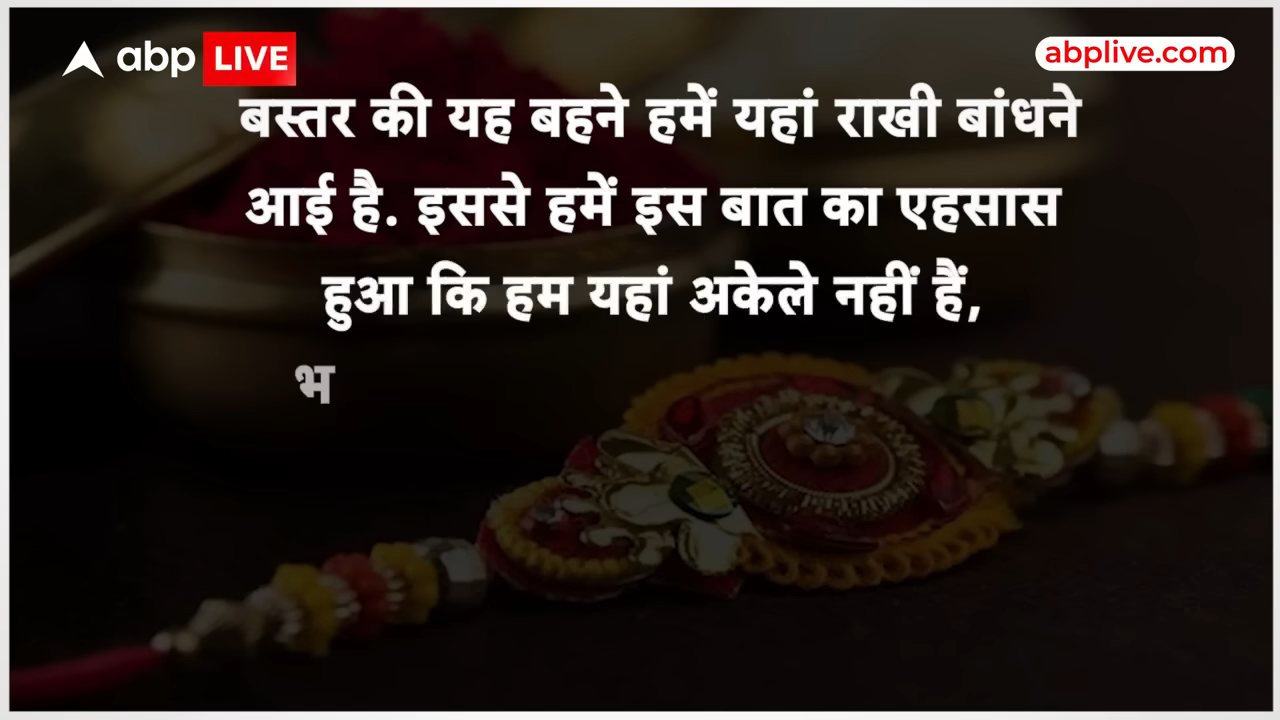 abp LIVE
abplive.com
बस्तर की यह बहने हमें यहां राखी बांधने
आई है. इससे हमें इस बात का एहसास
हुआ कि हम यहां अकेले नहीं हैं,
भ